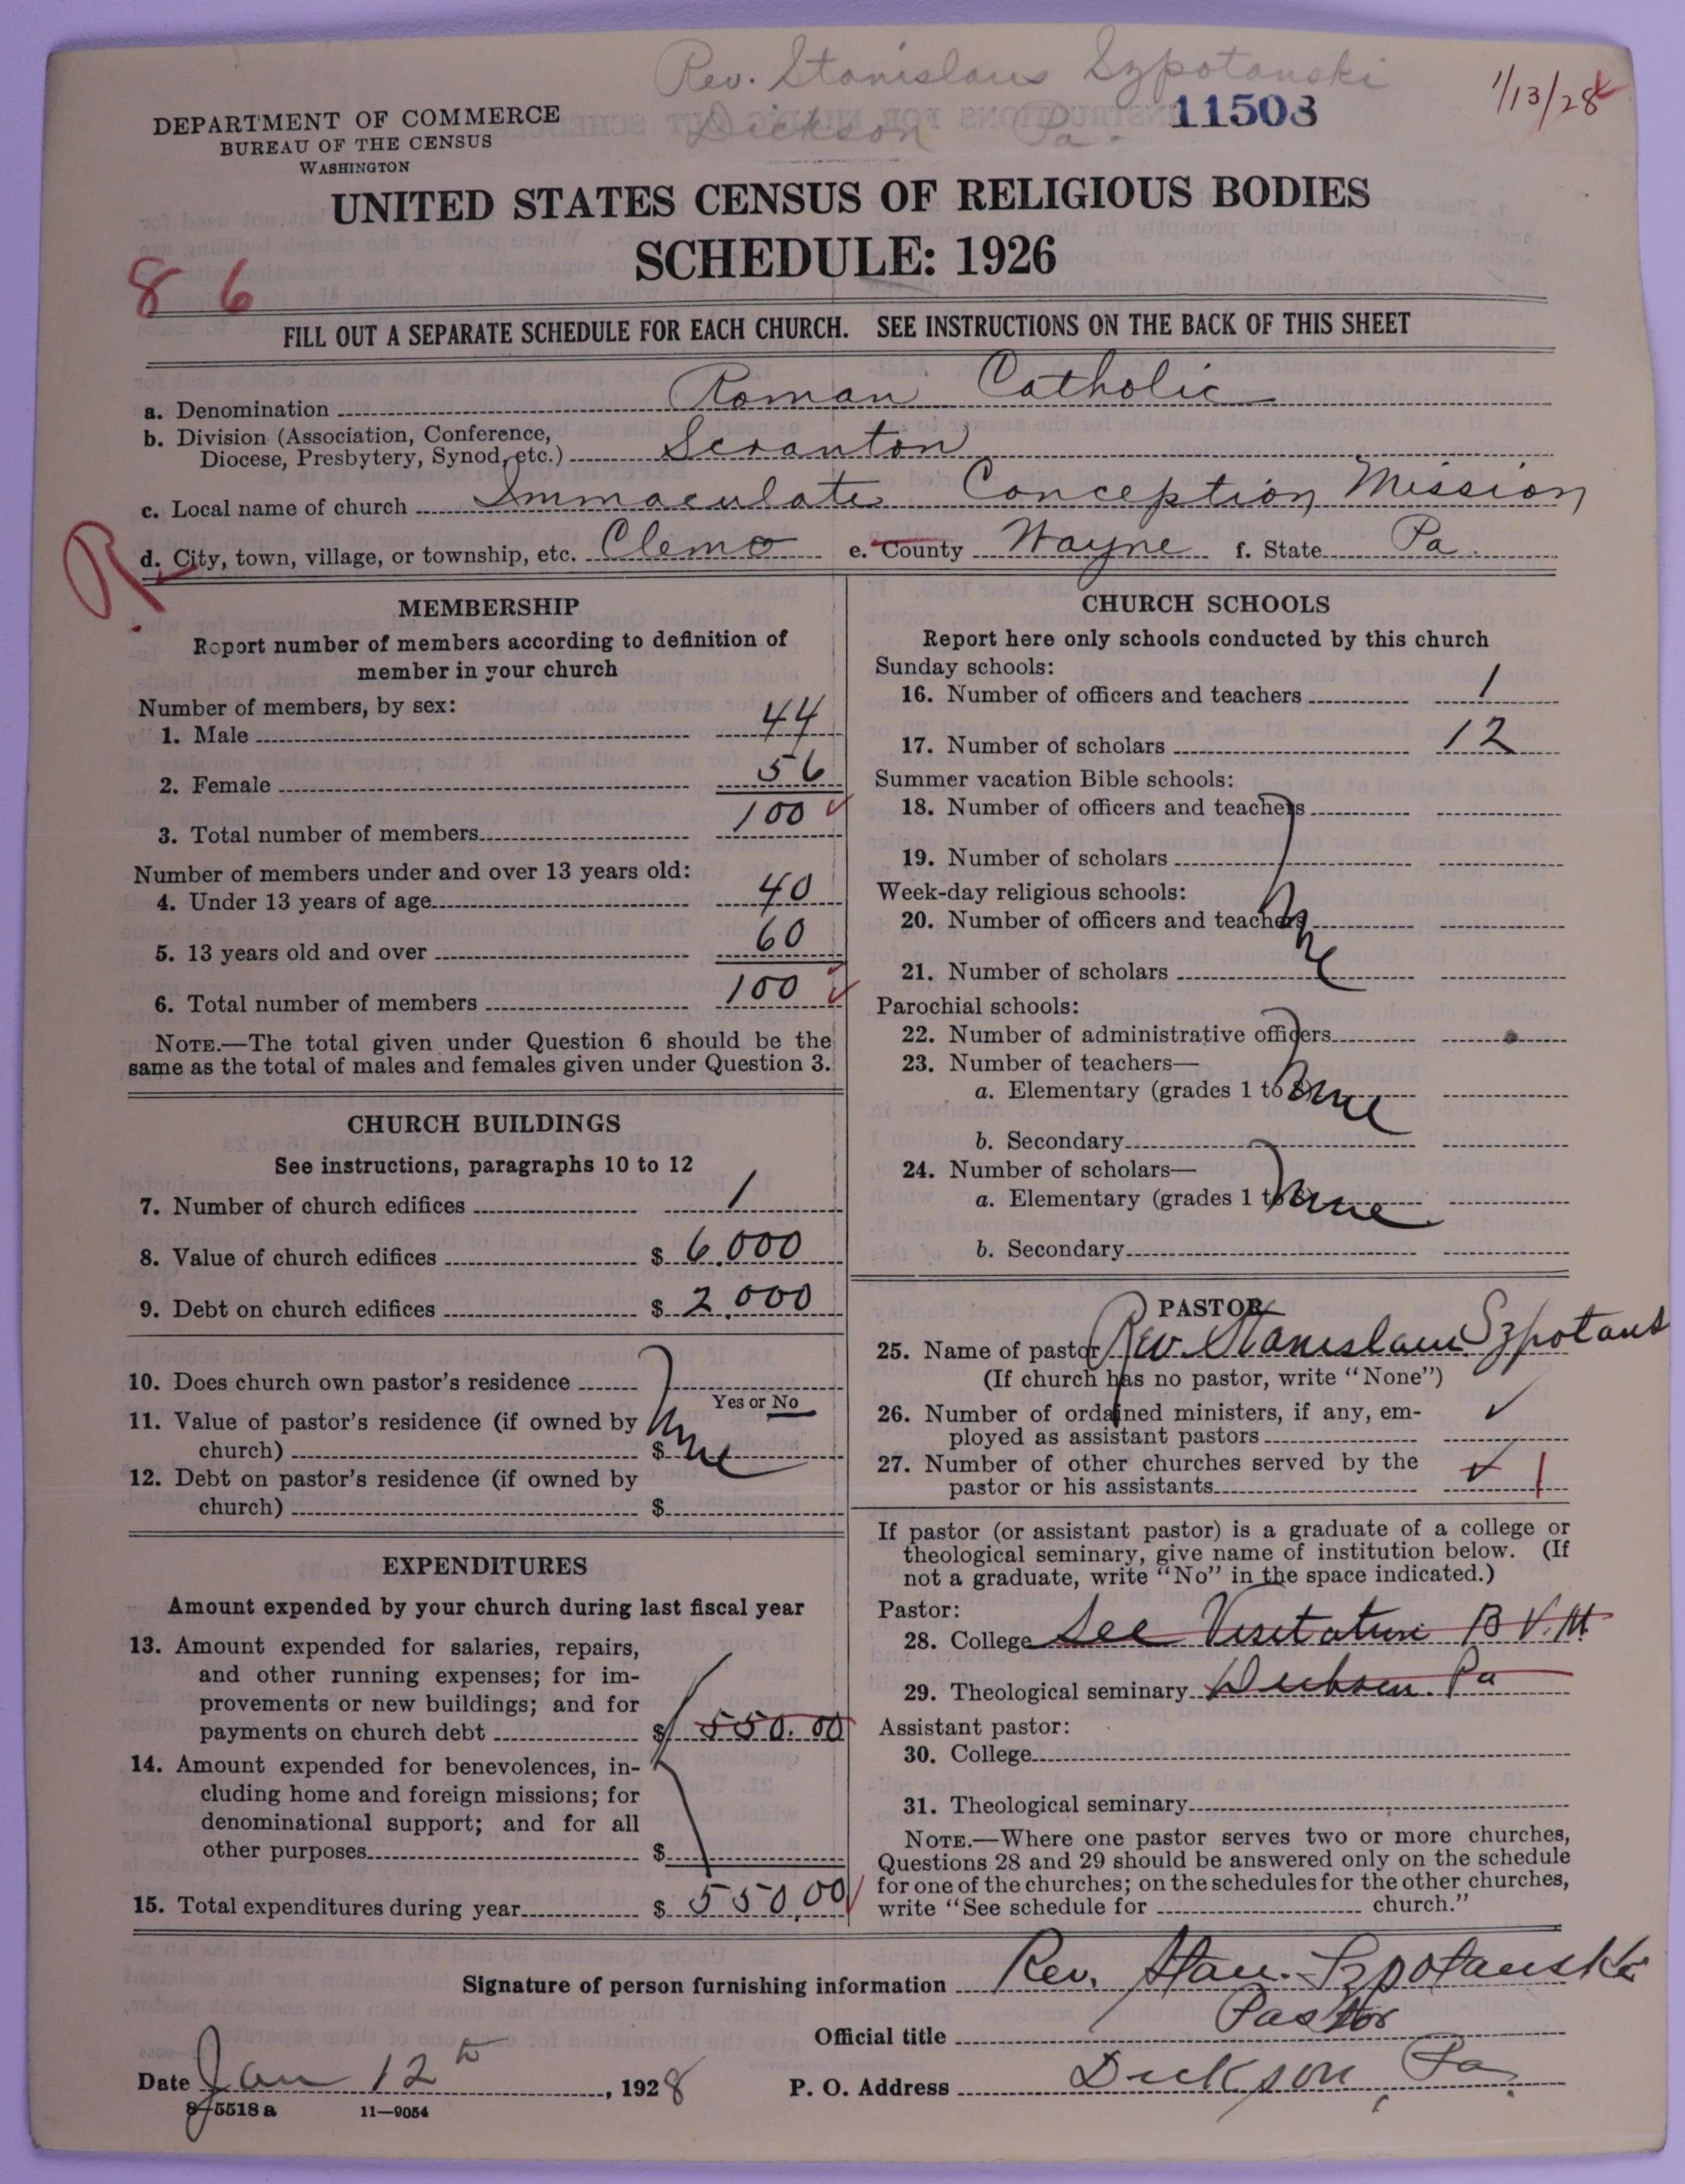 Rev. Stanislaus Szpotanski
Dickson Pa.
11503
1/13/28
DEPARTMENT OF COMMERCE
BUREAU OF THE CENSUS
WASHINGTON
UNITED STATES CENSUS OF RELIGIOUS BODIES
SCHEDULE: 1926
8 6
FILL OUT A SEPARATE SCHEDULE FOR EACH CHURCH. SEE INSTRUCTIONS ON THE BACK OF THIS SHEET
a. Denomination Roman Catholic
b. Division (Association, Conference,
Diocese, Presbytery, Synod, etc.) Scranton
c. Local name of church Immaculate Conception Mission
d. City, town, village, or township, etc. Clemo e. County Wayne f. State Pa.
MEMBERSHIP
Report number of members according to definition of
member in your church
Number of members, by sex:
1. Male 44
2. Female 56
3. Total number of members 100
Number of members under and over 13 years old:
4. Under 13 years of age 40
5. 13 years old and over 60
6. Total number of members 100
NOTE.—The total given under Question 6 should be the
same as the total of males and females given under Question 3.
CHURCH BUILDINGS
See instructions, paragraphs 10 to 12
7. Number of church edifices 1
8. Value of church edifices $ 6,000
9. Debt on church edifices $ 2,000
10. Does church own pastor's residence
Yes or No
11. Value of pastor's residence (if owned by
church) $ None
12. Debt on pastor's residence (if owned by
church) $
EXPENDITURES
Amount expended by your church during last fiscal year
13. Amount expended for salaries, repairs,
and other running expenses; for im-
provements or new buildings; and for
payments on church debt $ 550.00
14. Amount expended for benevolences, in-
cluding home and foreign missions; for
denominational support; and for all
other purposes $
15. Total expenditures during year $ 550.00
CHURCH SCHOOLS
Report here only schools conducted by this church
Sunday schools:
16. Number of officers and teachers 1
17. Number of scholars 12
Summer vacation Bible schools:
18. Number of officers and teachers
19. Number of scholars
Week-day religious schools:
20. Number of officers and teachers
21. Number of scholars
Parochial schools:
22. Number of administrative officers
23. Number of teachers—
a. Elementary (grades 1 to 8) None
b. Secondary
24. Number of scholars—
a. Elementary (grades 1 to 8) None
b. Secondary
PASTOR
25. Name of pastor Rev. Stanislaus Szpotans
(If church has no pastor, write "None")
26. Number of ordained ministers, if any, em-
ployed as assistant pastors
27. Number of other churches served by the
pastor or his assistants 1
If pastor (or assistant pastor) is a graduate of a college or
theological seminary, give name of institution below. (If
not a graduate, write "No" in the space indicated.)
Pastor:
28. College See Visitation B.V.M.
29. Theological seminary Dickson. Pa
Assistant pastor:
30. College
31. Theological seminary
NOTE.—Where one pastor serves two or more churches,
Questions 28 and 29 should be answered only on the schedule
for one of the churches; on the schedules for the other churches,
write "See schedule for church."
Signature of person furnishing information Rev. Stan. Szpotanski
Official title Pastor
Date Jan 12th, 1928 P. O. Address Dickson, Pa.
8-5518 a 11—9054